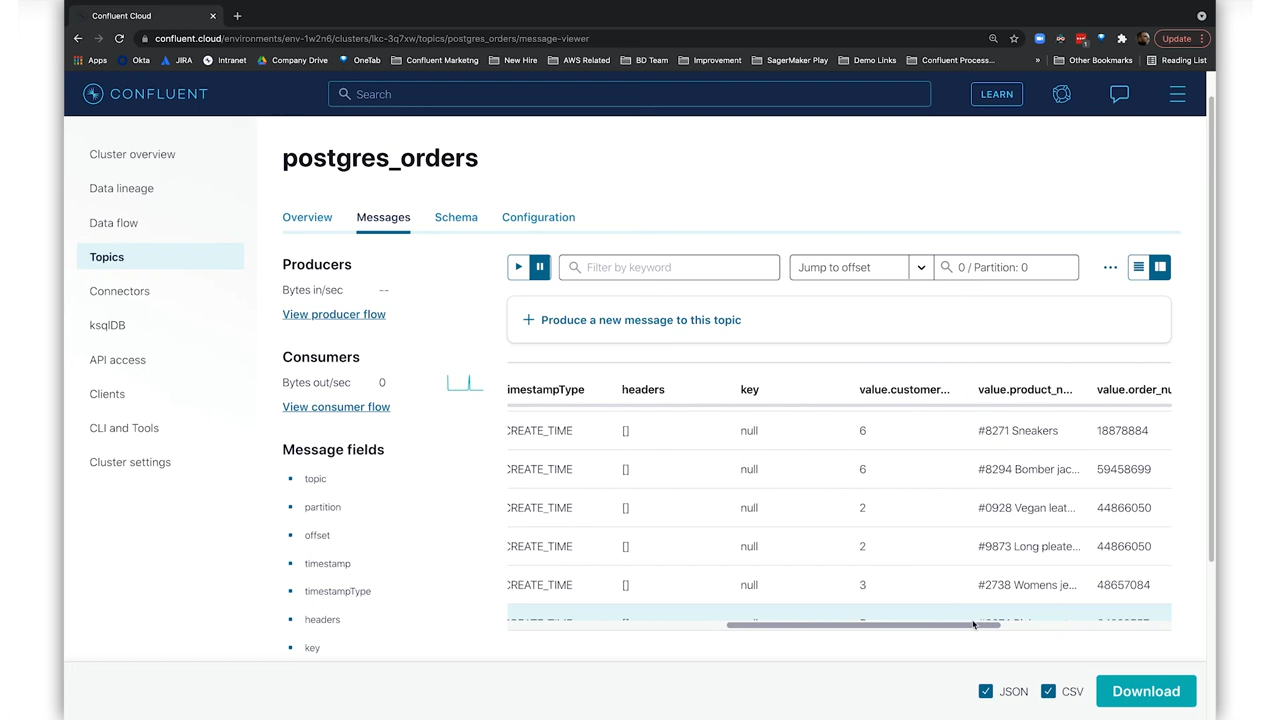 Confluent Cloud
confluent.cloud/environments/env-1w2n6/clusters/lkc-3q7xw/topics/postgres_orders/message-viewer
Update
Apps Okta JIRA Intranet Company Drive OneTab Confluent Marketing New Hire AWS Related BD Team Improvement SagerMaker Play Demo Links Confluent Process... » Other Bookmarks Reading List
CONFLUENT
Search
LEARN
Cluster overview
Data lineage
Data flow
Topics
Connectors
ksqlDB
API access
Clients
CLI and Tools
Cluster settings
postgres_orders
Overview Messages Schema Configuration
Producers
Bytes in/sec --
View producer flow
Consumers
Bytes out/sec 0
View consumer flow
Message fields
topic
partition
offset
timestamp
timestampType
headers
key
Filter by keyword
Jump to offset
0 / Partition: 0
...
+ Produce a new message to this topic
imestampType headers key value.customer... value.product_n... value.order_nu
CREATE_TIME [] null 6 #8271 Sneakers 18878884
CREATE_TIME [] null 6 #8294 Bomber jac... 59458699
CREATE_TIME [] null 2 #0928 Vegan leat... 44866050
CREATE_TIME [] null 2 #9873 Long pleate... 44866050
CREATE_TIME [] null 3 #2738 Womens je... 48657084
JSON CSV Download